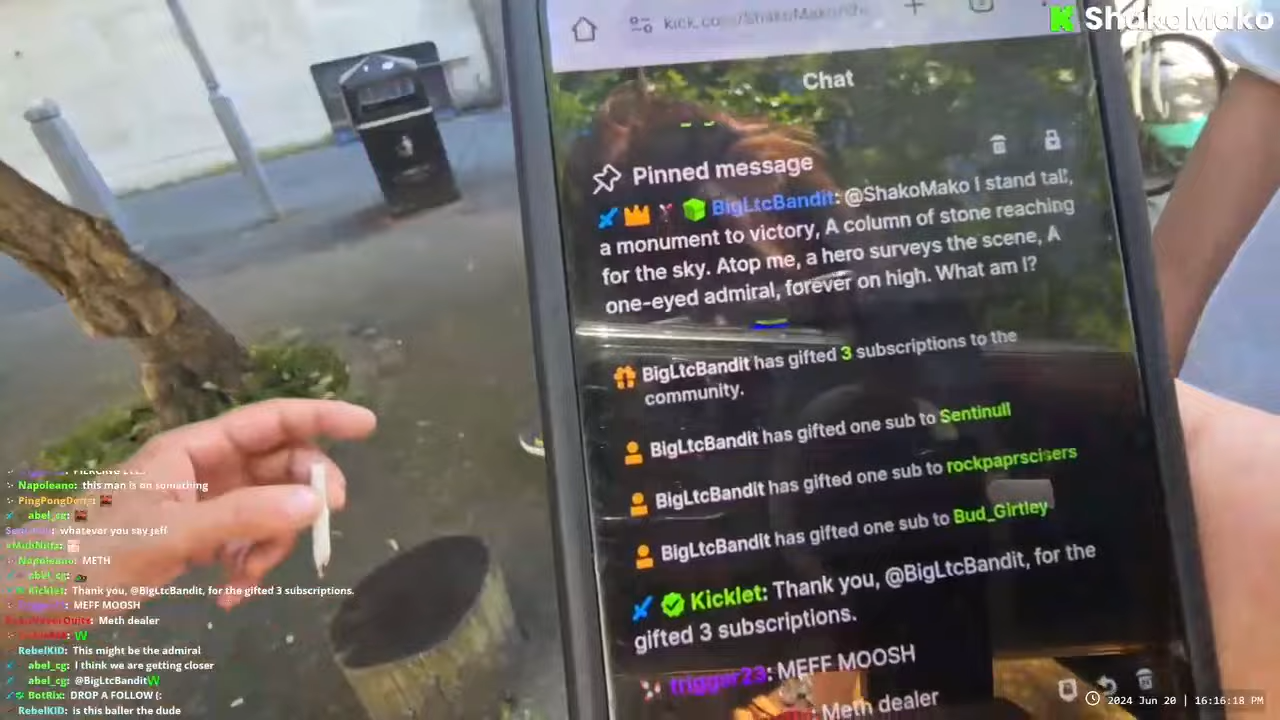 ShakoMako
kick.com/ShakoMako/
Chat
Pinned message
BigLtcBandit: @ShakoMako I stand tall,
a monument to victory, A column of stone reaching
for the sky. Atop me, a hero surveys the scene, A
one-eyed admiral, forever on high. What am I?
BigLtcBandit has gifted 3 subscriptions to the
community.
BigLtcBandit has gifted one sub to Sentinull
BigLtcBandit has gifted one sub to rockpaprscisers
BigLtcBandit has gifted one sub to Bud_Girtley
Kicklet: Thank you, @BigLtcBandit, for the
gifted 3 subscriptions.
trigger23: MEFF MOOSH
: Meth dealer
Napoleano: this man is on something
PingPongDong:
abel_cg:
whatever you say jeff
Napoleano: METH
abel_cg:
Kicklet: Thank you, @BigLtcBandit, for the gifted 3 subscriptions.
trigger23: MEFF MOOSH
Meth dealer
W
RebelKID: This might be the admiral
abel_cg: I think we are getting closer
abel_cg: @BigLtcBandit W
BotRix: DROP A FOLLOW (:
RebelKID: is this baller the dude
2024 Jun 20 | 16:16:18 PM